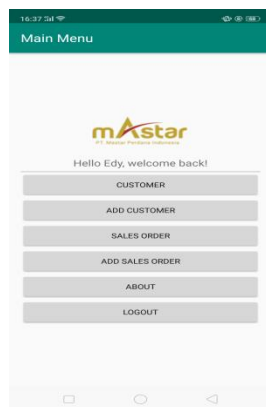 16:37
Main Menu
mAstar
PT. Mastar Perdana Indonesia
Hello Edy, welcome back!
CUSTOMER
ADD CUSTOMER
SALES ORDER
ADD SALES ORDER
ABOUT
LOGOUT